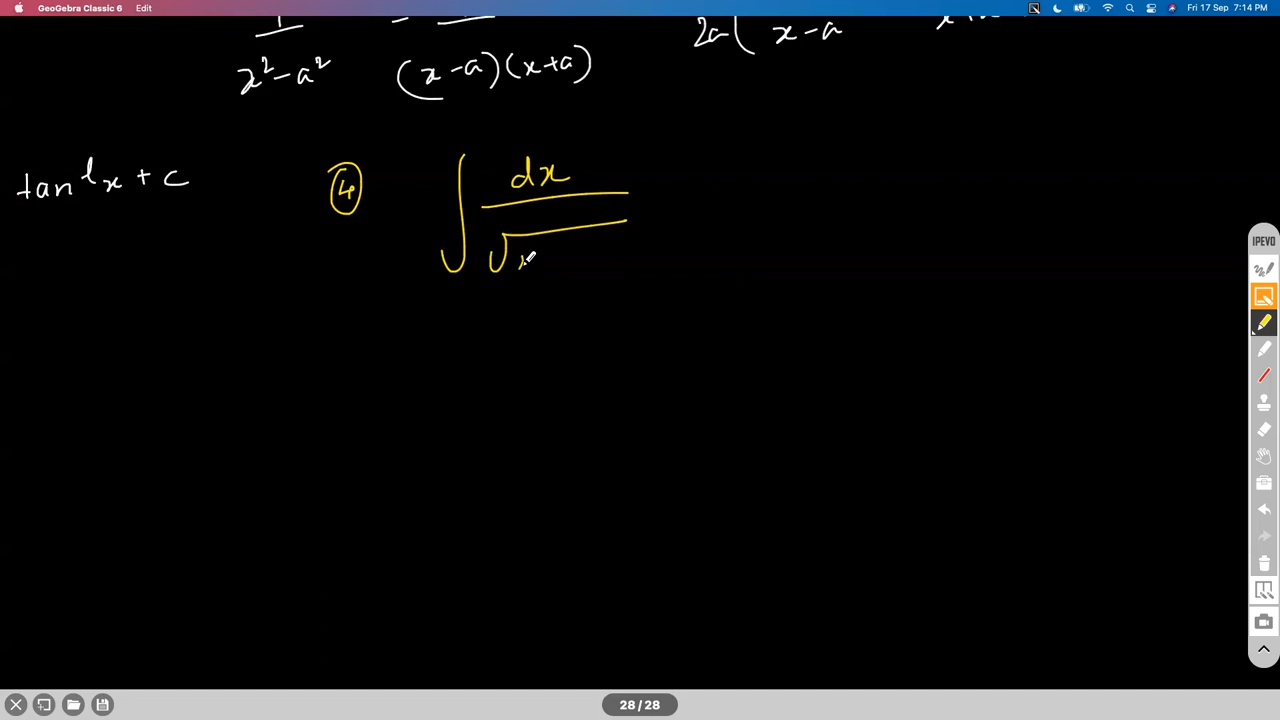 GeoGebra Classic 6 Edit Fri 17 Sep 7:14 PM
1
x² - a² = (x - a)(x + a) 2a( x - a
tan⁻¹x + c
④ ∫ dx
√x
IPEVO
28 / 28